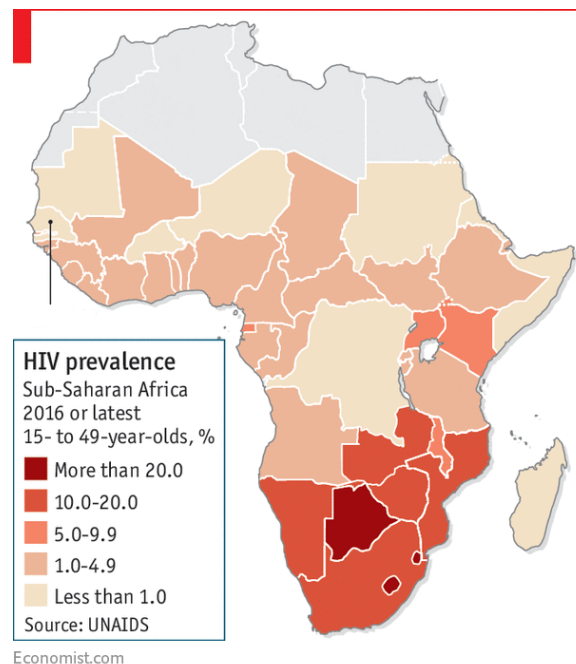 HIV prevalence
Sub-Saharan Africa
2016 or latest
15- to 49-year-olds, %
More than 20.0
10.0-20.0
5.0-9.9
1.0-4.9
Less than 1.0
Source: UNAIDS
Economist.com